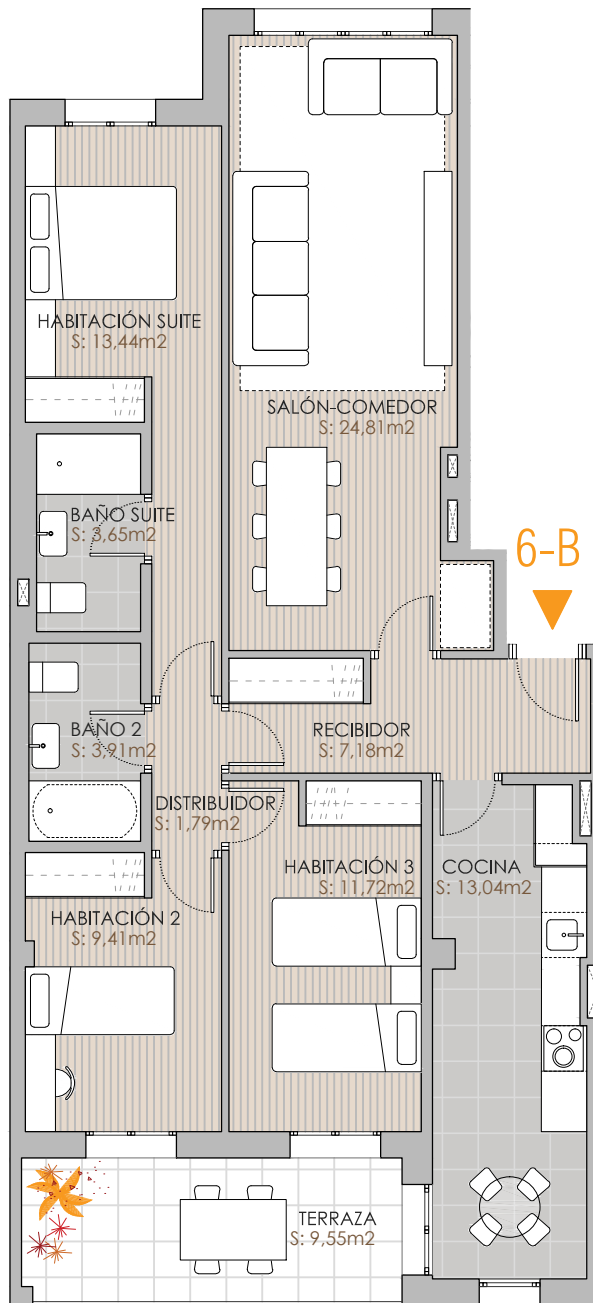 HABITACIÓN SUITE
S: 13,44m2
SALÓN-COMEDOR
S: 24,81m2
BAÑO SUITE
S: 3,65m2
6-B
BAÑO 2
S: 3,91m2
RECIBIDOR
S: 7,18m2
DISTRIBUIDOR
S: 1,79m2
HABITACIÓN 3
S: 11,72m2
COCINA
S: 13,04m2
HABITACIÓN 2
S: 9,41m2
TERRAZA
S: 9,55m2